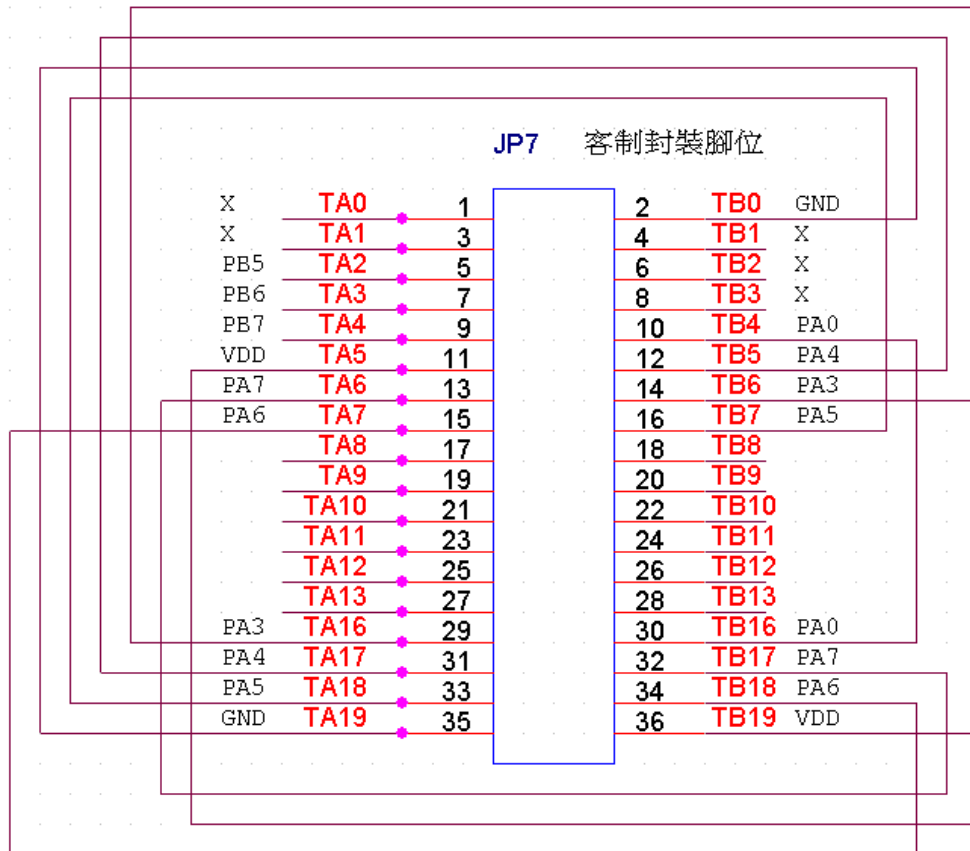 JP7 客制封裝腳位
X TA0 1 2 TB0 GND
X TA1 3 4 TB1 X
PB5 TA2 5 6 TB2 X
PB6 TA3 7 8 TB3 X
PB7 TA4 9 10 TB4 PA0
VDD TA5 11 12 TB5 PA4
PA7 TA6 13 14 TB6 PA3
PA6 TA7 15 16 TB7 PA5
TA8 17 18 TB8
TA9 19 20 TB9
TA10 21 22 TB10
TA11 23 24 TB11
TA12 25 26 TB12
TA13 27 28 TB13
PA3 TA16 29 30 TB16 PA0
PA4 TA17 31 32 TB17 PA7
PA5 TA18 33 34 TB18 PA6
GND TA19 35 36 TB19 VDD